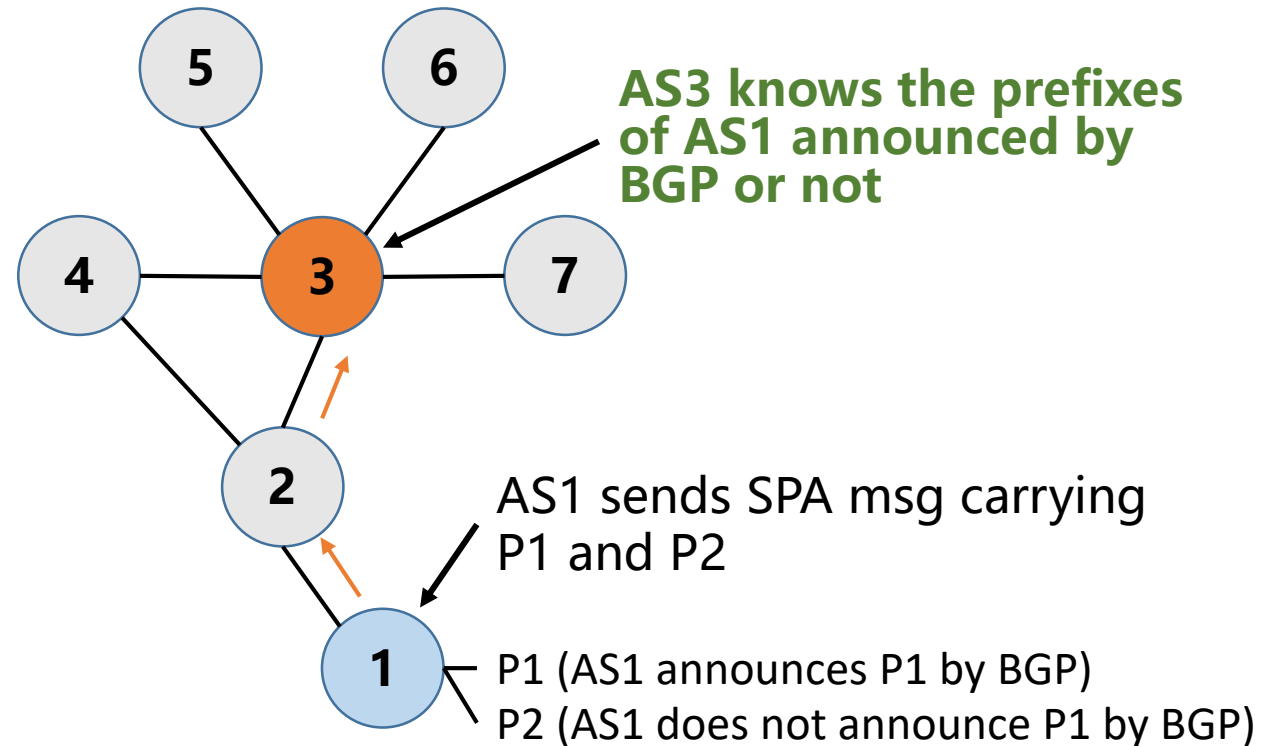 5
6
AS3 knows the prefixes
of AS1 announced by
BGP or not
4
3
7
2
AS1 sends SPA msg carrying
P1 and P2
1
P1 (AS1 announces P1 by BGP)
P2 (AS1 does not announce P1 by BGP)